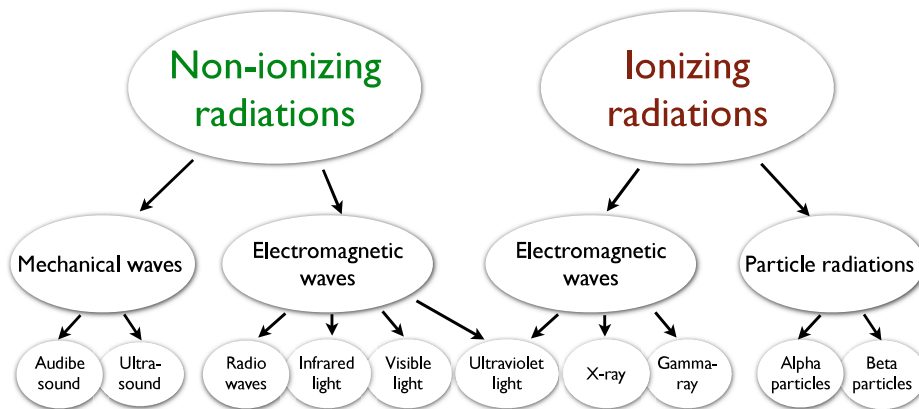 Non-ionizing
radiations
Ionizing
radiations
Mechanical waves
Electromagnetic
waves
Electromagnetic
waves
Particle radiations
Audibe
sound
Ultra-
sound
Radio
waves
Infrared
light
Visible
light
Ultraviolet
light
X-ray
Gamma-
ray
Alpha
particles
Beta
particles